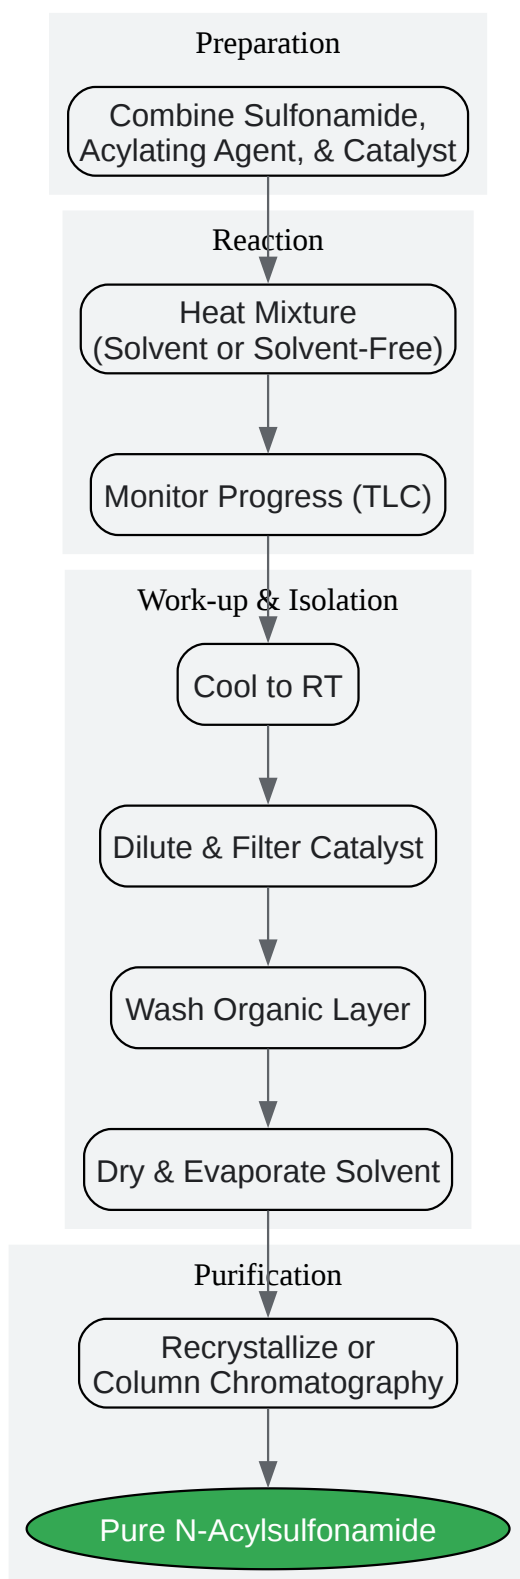 Preparation
Combine Sulfonamide,
Acylating Agent, & Catalyst
Reaction
Heat Mixture
(Solvent or Solvent-Free)
Monitor Progress (TLC)
Work-up & Isolation
Cool to RT
Dilute & Filter Catalyst
Wash Organic Layer
Dry & Evaporate Solvent
Purification
Recrystallize or
Column Chromatography
Pure N-Acylsulfonamide